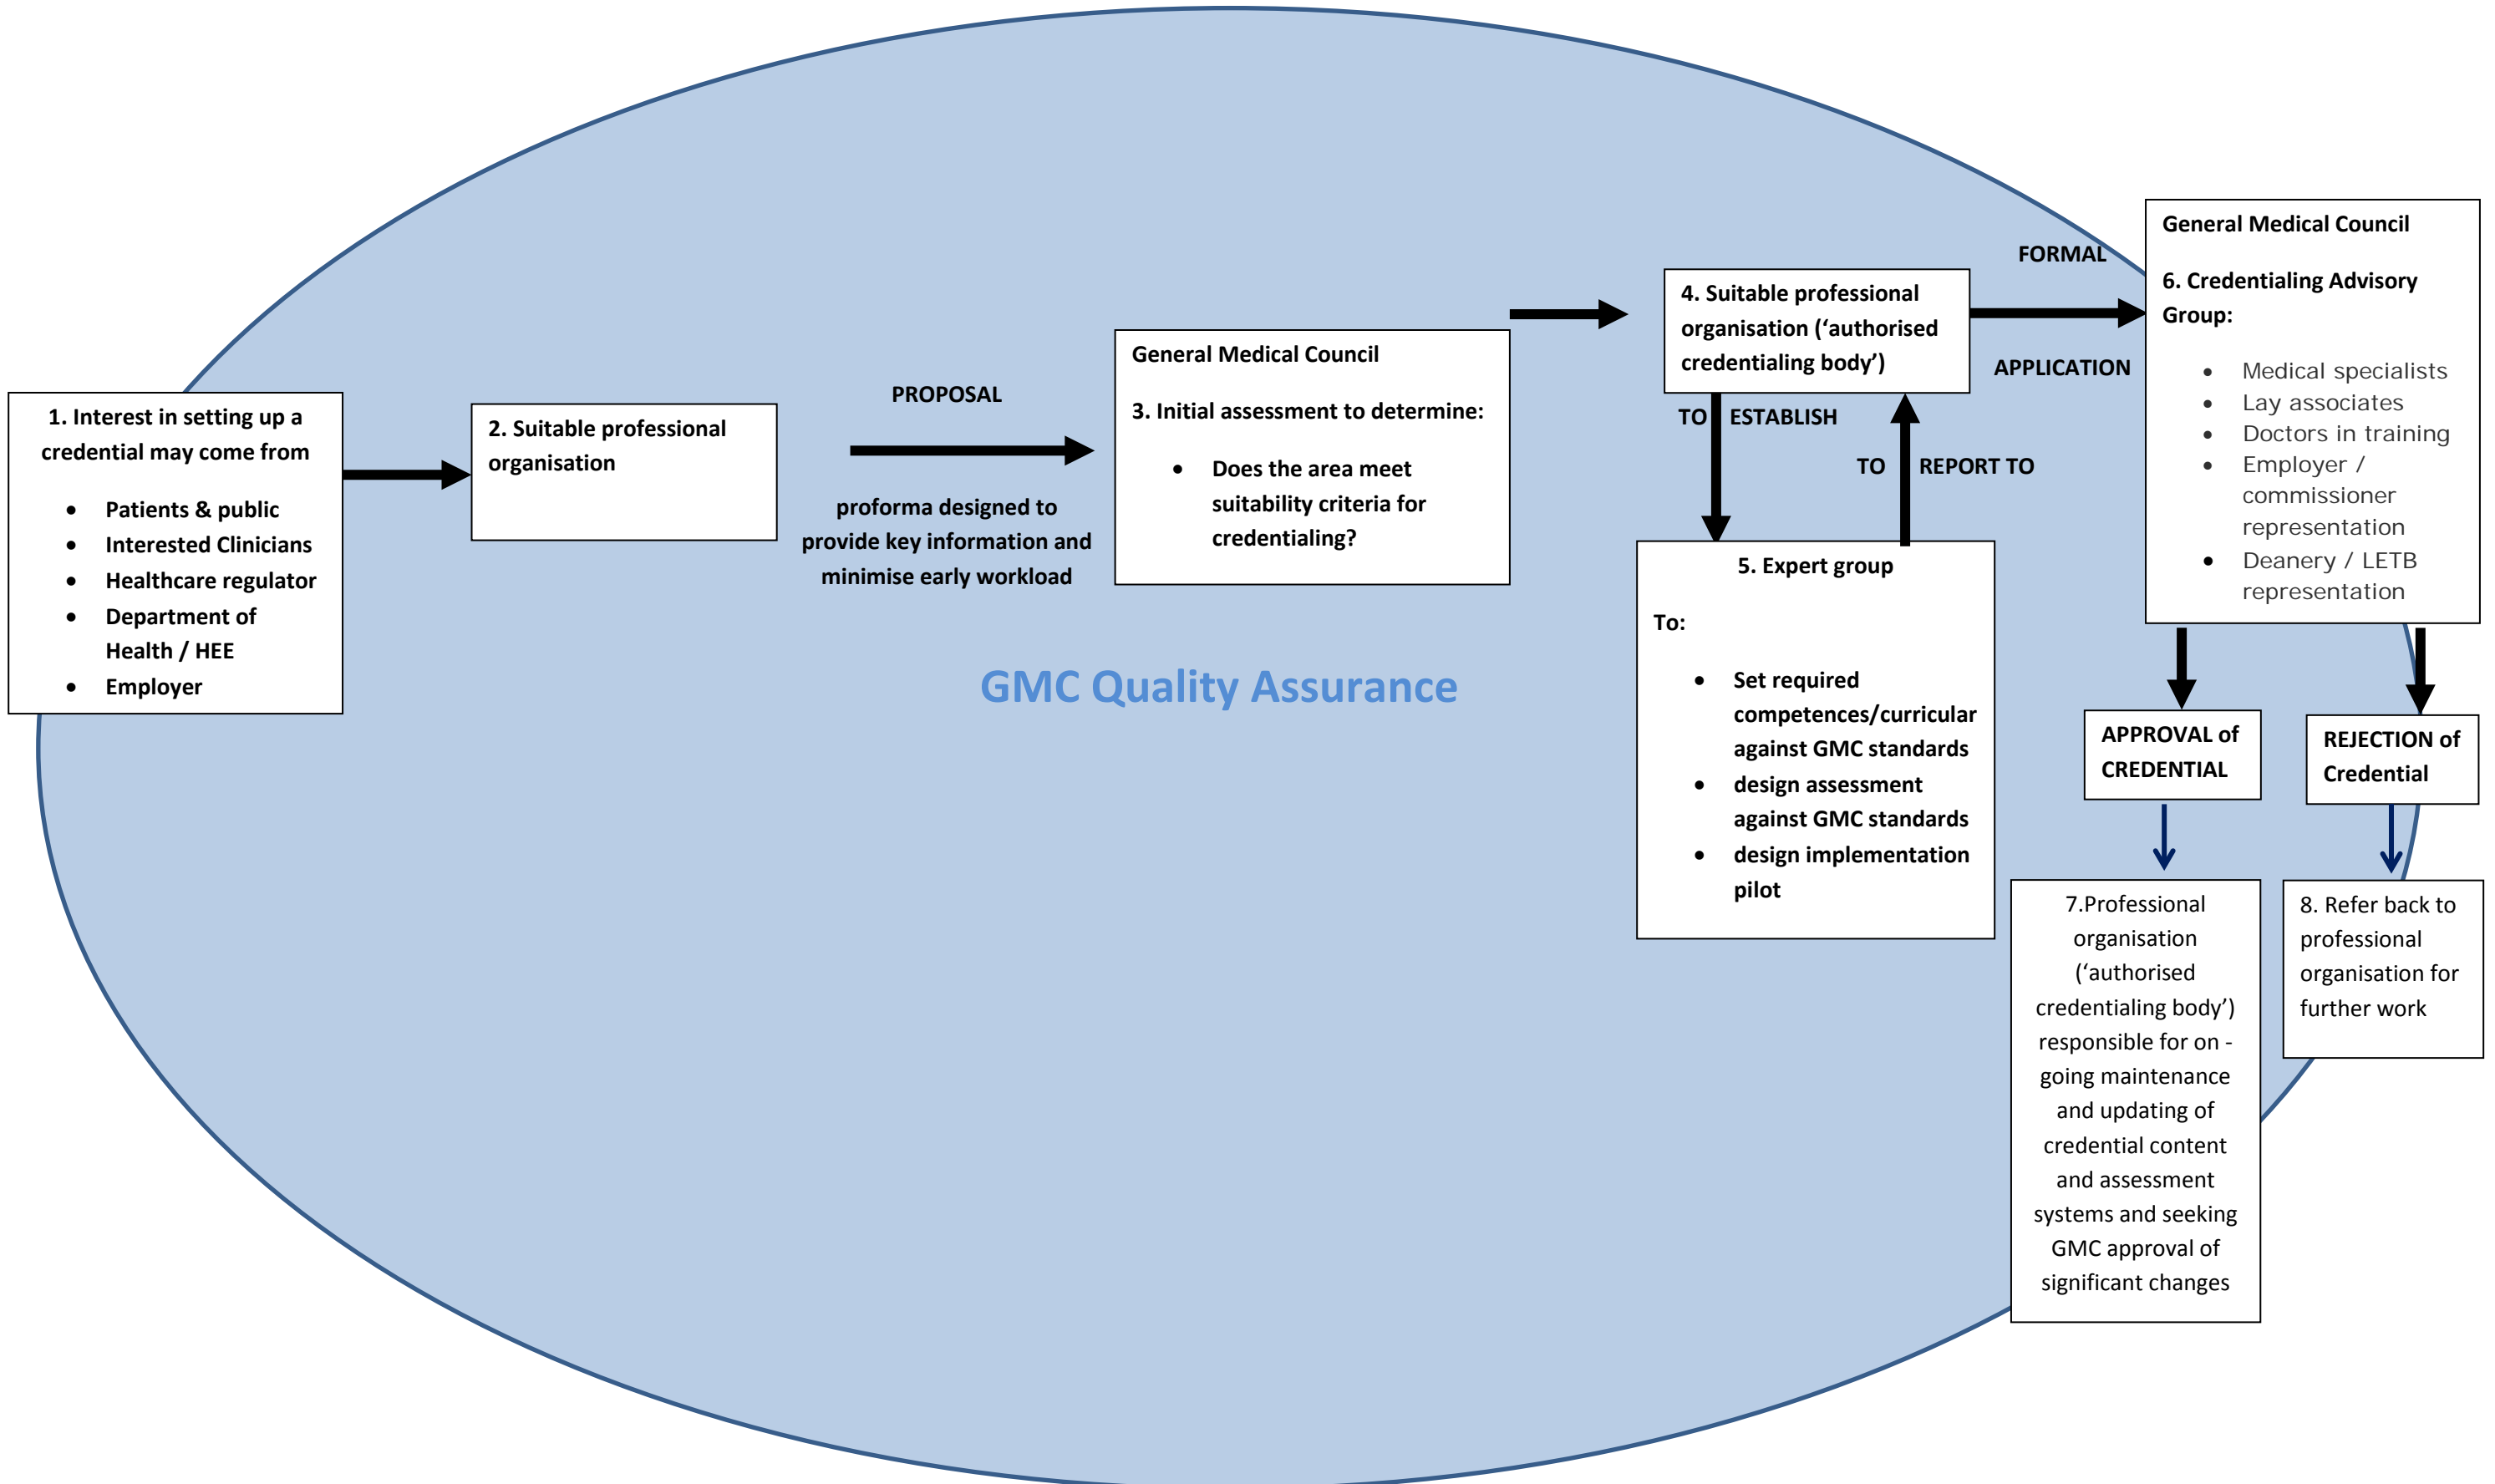 1. Interest in setting up a
credential may come from
• Patients & public
• Interested Clinicians
• Healthcare regulator
• Department of
Health / HEE
• Employer
2. Suitable professional
organisation
PROPOSAL
proforma designed to
provide key information and
minimise early workload
General Medical Council
3. Initial assessment to determine:
• Does the area meet
suitability criteria for
credentialing?
GMC Quality Assurance
4. Suitable professional
organisation (‘authorised
credentialing body’)
TO ESTABLISH
TO REPORT TO
5. Expert group
To:
• Set required
competences/curricular
against GMC standards
• design assessment
against GMC standards
• design implementation
pilot
FORMAL
APPLICATION
General Medical Council
6. Credentialing Advisory
Group:
• Medical specialists
• Lay associates
• Doctors in training
• Employer /
commissioner
representation
• Deanery / LETB
representation
APPROVAL of
CREDENTIAL
REJECTION of
Credential
7.Professional
organisation
(‘authorised
credentialing body’)
responsible for on -
going maintenance
and updating of
credential content
and assessment
systems and seeking
GMC approval of
significant changes
8. Refer back to
professional
organisation for
further work